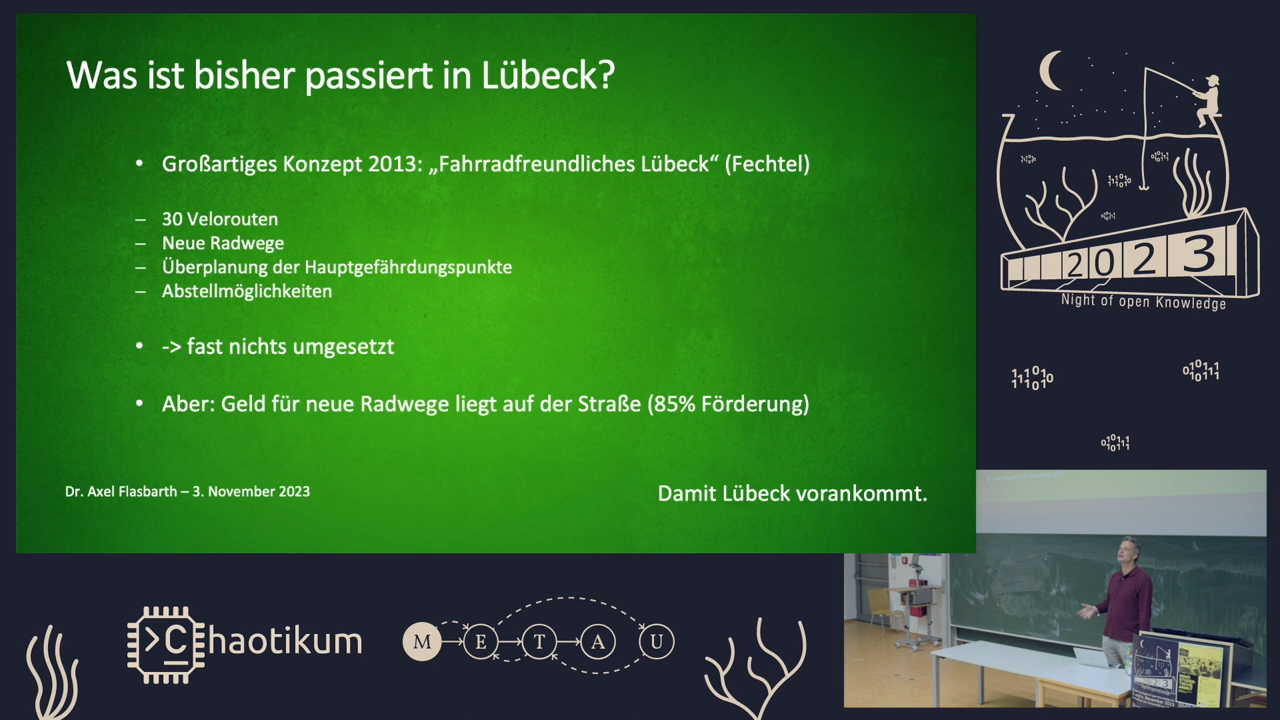 Was ist bisher passiert in Lübeck?
• Großartiges Konzept 2013: „Fahrradfreundliches Lübeck“ (Fechtel)
– 30 Velorouten
– Neue Radwege
– Überplanung der Hauptgefährdungspunkte
– Abstellmöglichkeiten
• -> fast nichts umgesetzt
• Aber: Geld für neue Radwege liegt auf der Straße (85% Förderung)
Dr. Axel Flasbarth – 3. November 2023
Damit Lübeck vorankommt.
2023
Night of open Knowledge
>C_haotikum
M E T A U